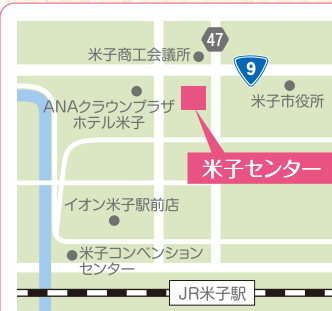 47
米子商工会議所
9
ANAクラウンプラザ
ホテル米子
米子市役所
米子センター
イオン米子駅前店
米子コンベンション
センター
JR米子駅